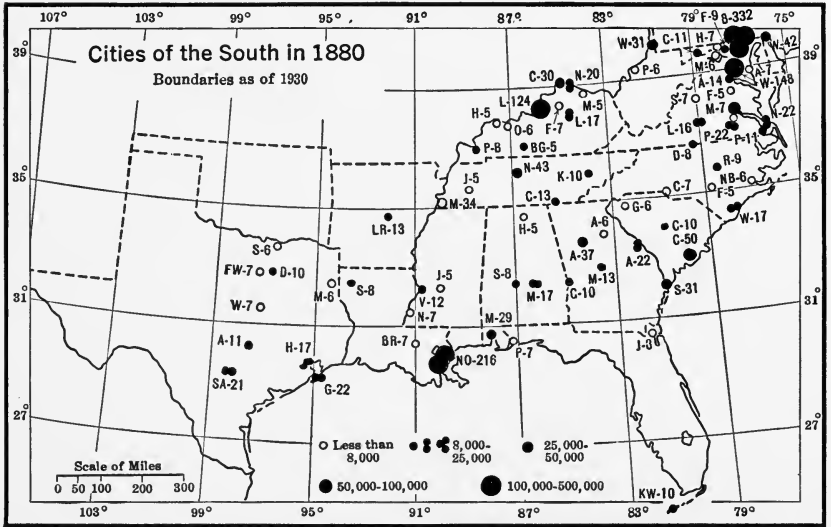 107° 103° 99° 95° 91° 87° 83° 79° 75°
Cities of the South in 1880
Boundaries as of 1930
39°
35°
31°
27°
39°
35°
31°
27°
W-31
C-11
H-7
F-9
B-332
W-42
P-6
M-6
A-7
W-148
A-14
F-5
S-7
M-7
N-22
L-16
P-22
P-11
D-8
R-9
NB-6
F-5
C-7
W-17
C-30
N-20
L-124
M-5
F-7
L-17
H-5
O-6
P-8
BG-5
N-43
K-10
J-5
C-13
M-34
LR-13
G-6
H-5
A-6
C-10
C-50
A-37
A-22
M-13
S-6
FW-7
D-10
M-6
S-8
J-5
V-12
N-7
S-8
M-17
C-10
S-31
W-7
M-29
BR-7
NO-216
P-7
J-8
A-11
H-17
SA-21
G-22
KW-10
Less than 8,000
8,000-25,000
25,000-50,000
50,000-100,000
100,000-500,000
Scale of Miles
0 50 100 200 300
103° 99° 95° 91° 87° 83° 79°